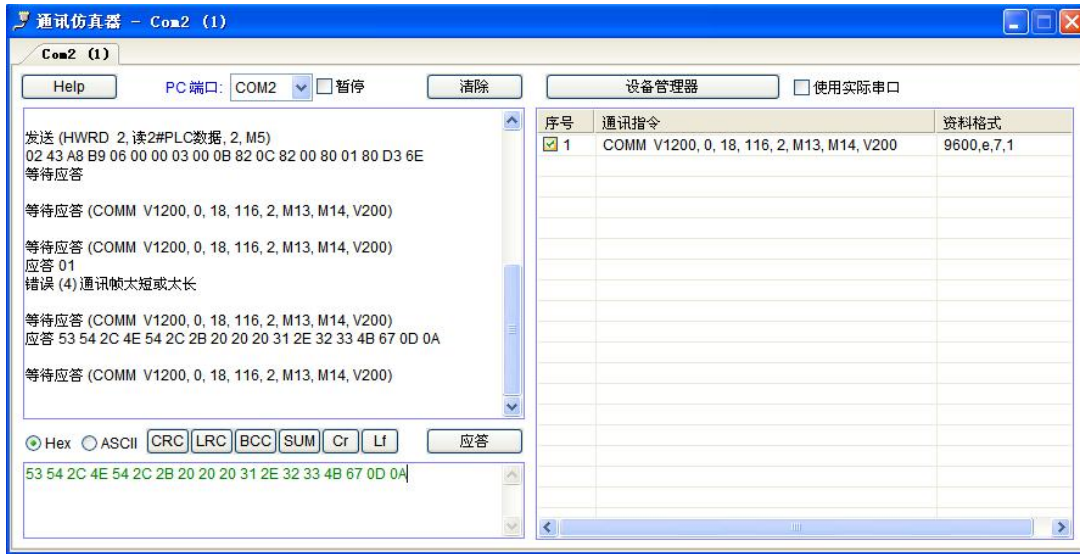 通讯仿真器 - Com2 (1)
Com2 (1)
Help PC端口: COM2 暂停 清除 设备管理器 使用实际串口
发送 (HWRD 2, 读2#PLC数据, 2, M5)
02 43 A8 B9 06 00 00 03 00 0B 82 0C 82 00 80 01 80 D3 6E
等待应答
等待应答 (COMM V1200, 0, 18, 116, 2, M13, M14, V200)
等待应答 (COMM V1200, 0, 18, 116, 2, M13, M14, V200)
应答 01
错误 (4) 通讯帧太短或太长
等待应答 (COMM V1200, 0, 18, 116, 2, M13, M14, V200)
应答 53 54 2C 4E 54 2C 2B 20 20 20 31 2E 32 33 4B 67 0D 0A
等待应答 (COMM V1200, 0, 18, 116, 2, M13, M14, V200)
Hex ASCII CRC LRC BCC SUM Cr Lf 应答
53 54 2C 4E 54 2C 2B 20 20 20 31 2E 32 33 4B 67 0D 0A
序号 通讯指令 资料格式
1 COMM V1200, 0, 18, 116, 2, M13, M14, V200 9600,e,7,1